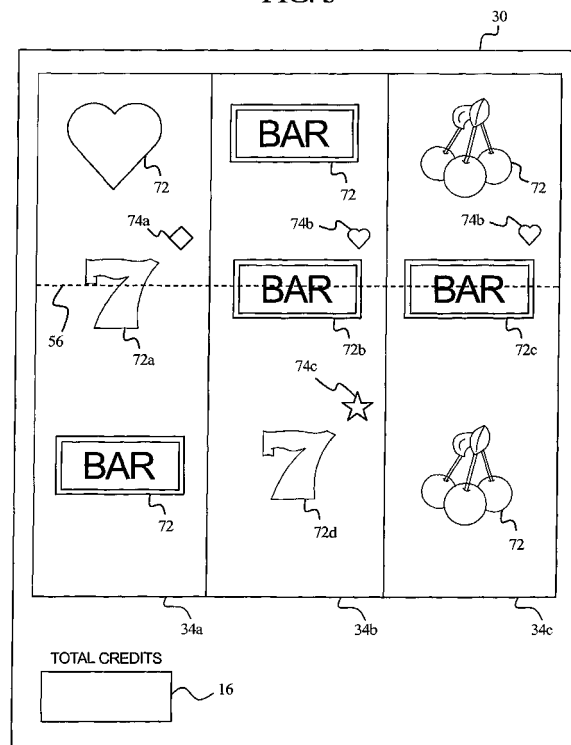 30
BAR
72
72
72
74a
74b
74b
BAR
BAR
56
72a
72b
72c
74c
BAR
72
72d
72
34a
34b
34c
TOTAL CREDITS
16